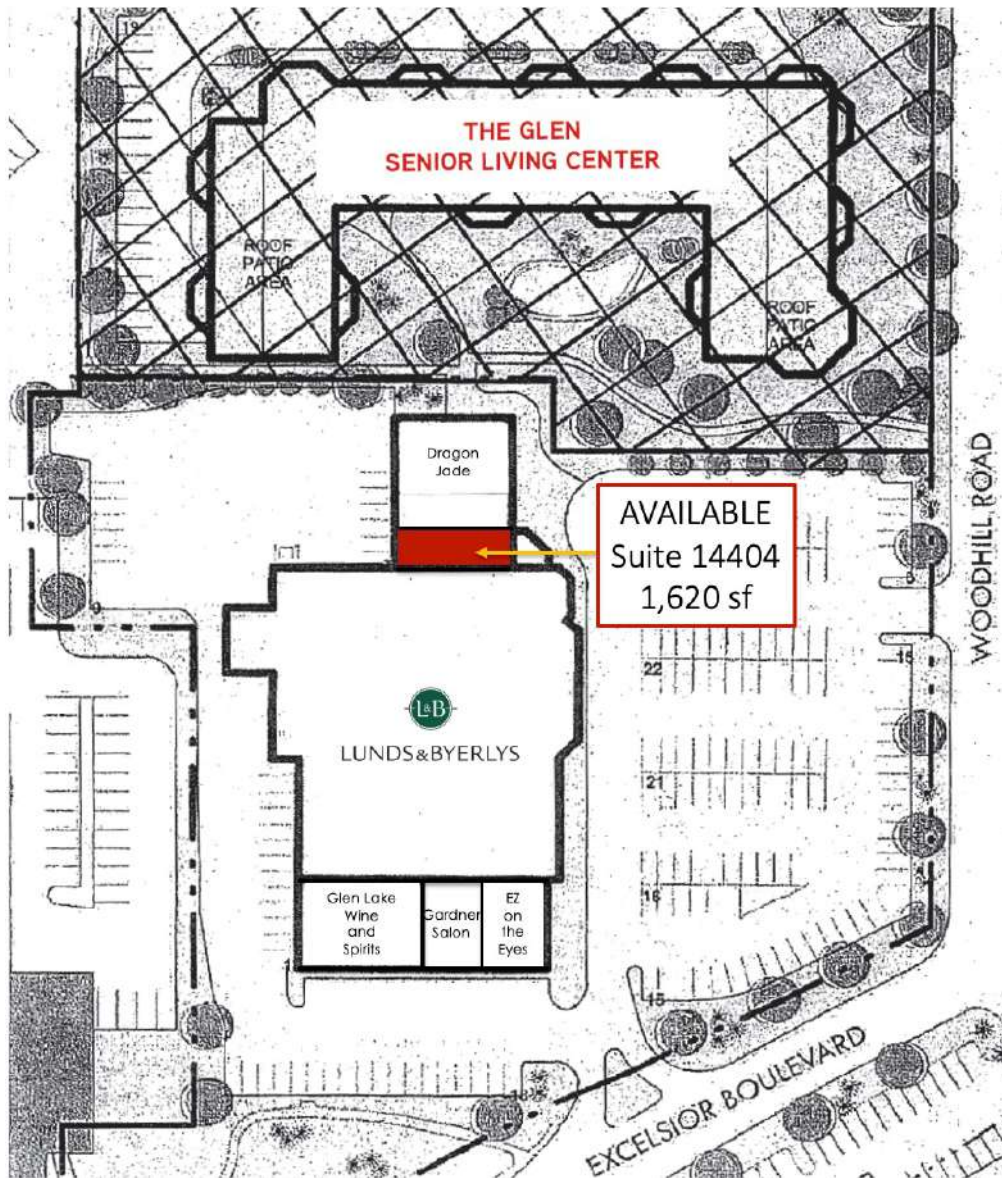 19
THE GLEN
SENIOR LIVING CENTER
ROOF
PATIO
AREA
ROOF
PATIO
AREA
Dragon
Jade
AVAILABLE
Suite 14404
1,620 sf
WOODHILL ROAD
9
22
15
L&B
LUNDS&BYERLYS
21
Glen Lake
Wine
and
Spirits
Gardner
Salon
EZ
on
the
Eyes
15
EXCELSIOR BOULEVARD